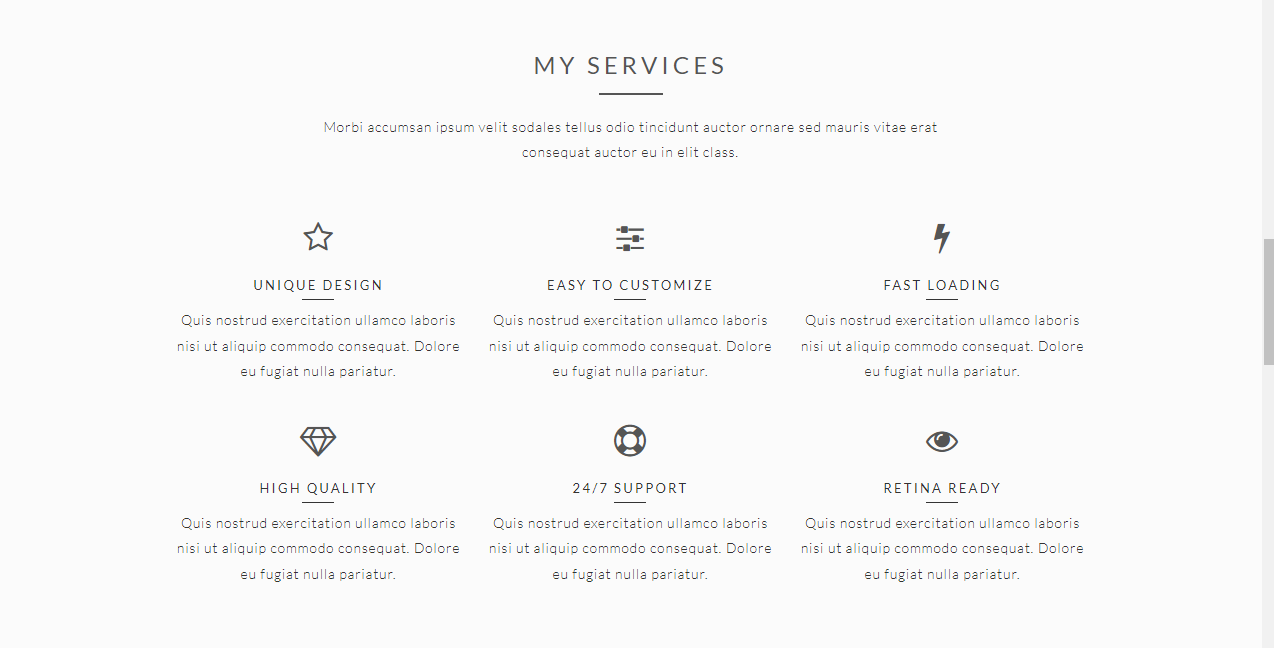 MY SERVICES
Morbi accumsan ipsum velit sodales tellus odio tincidunt auctor ornare sed mauris vitae erat
consequat auctor eu in elit class.
UNIQUE DESIGN
Quis nostrud exercitation ullamco laboris
nisi ut aliquip commodo consequat. Dolore
eu fugiat nulla pariatur.
EASY TO CUSTOMIZE
Quis nostrud exercitation ullamco laboris
nisi ut aliquip commodo consequat. Dolore
eu fugiat nulla pariatur.
FAST LOADING
Quis nostrud exercitation ullamco laboris
nisi ut aliquip commodo consequat. Dolore
eu fugiat nulla pariatur.
HIGH QUALITY
Quis nostrud exercitation ullamco laboris
nisi ut aliquip commodo consequat. Dolore
eu fugiat nulla pariatur.
24/7 SUPPORT
Quis nostrud exercitation ullamco laboris
nisi ut aliquip commodo consequat. Dolore
eu fugiat nulla pariatur.
RETINA READY
Quis nostrud exercitation ullamco laboris
nisi ut aliquip commodo consequat. Dolore
eu fugiat nulla pariatur.